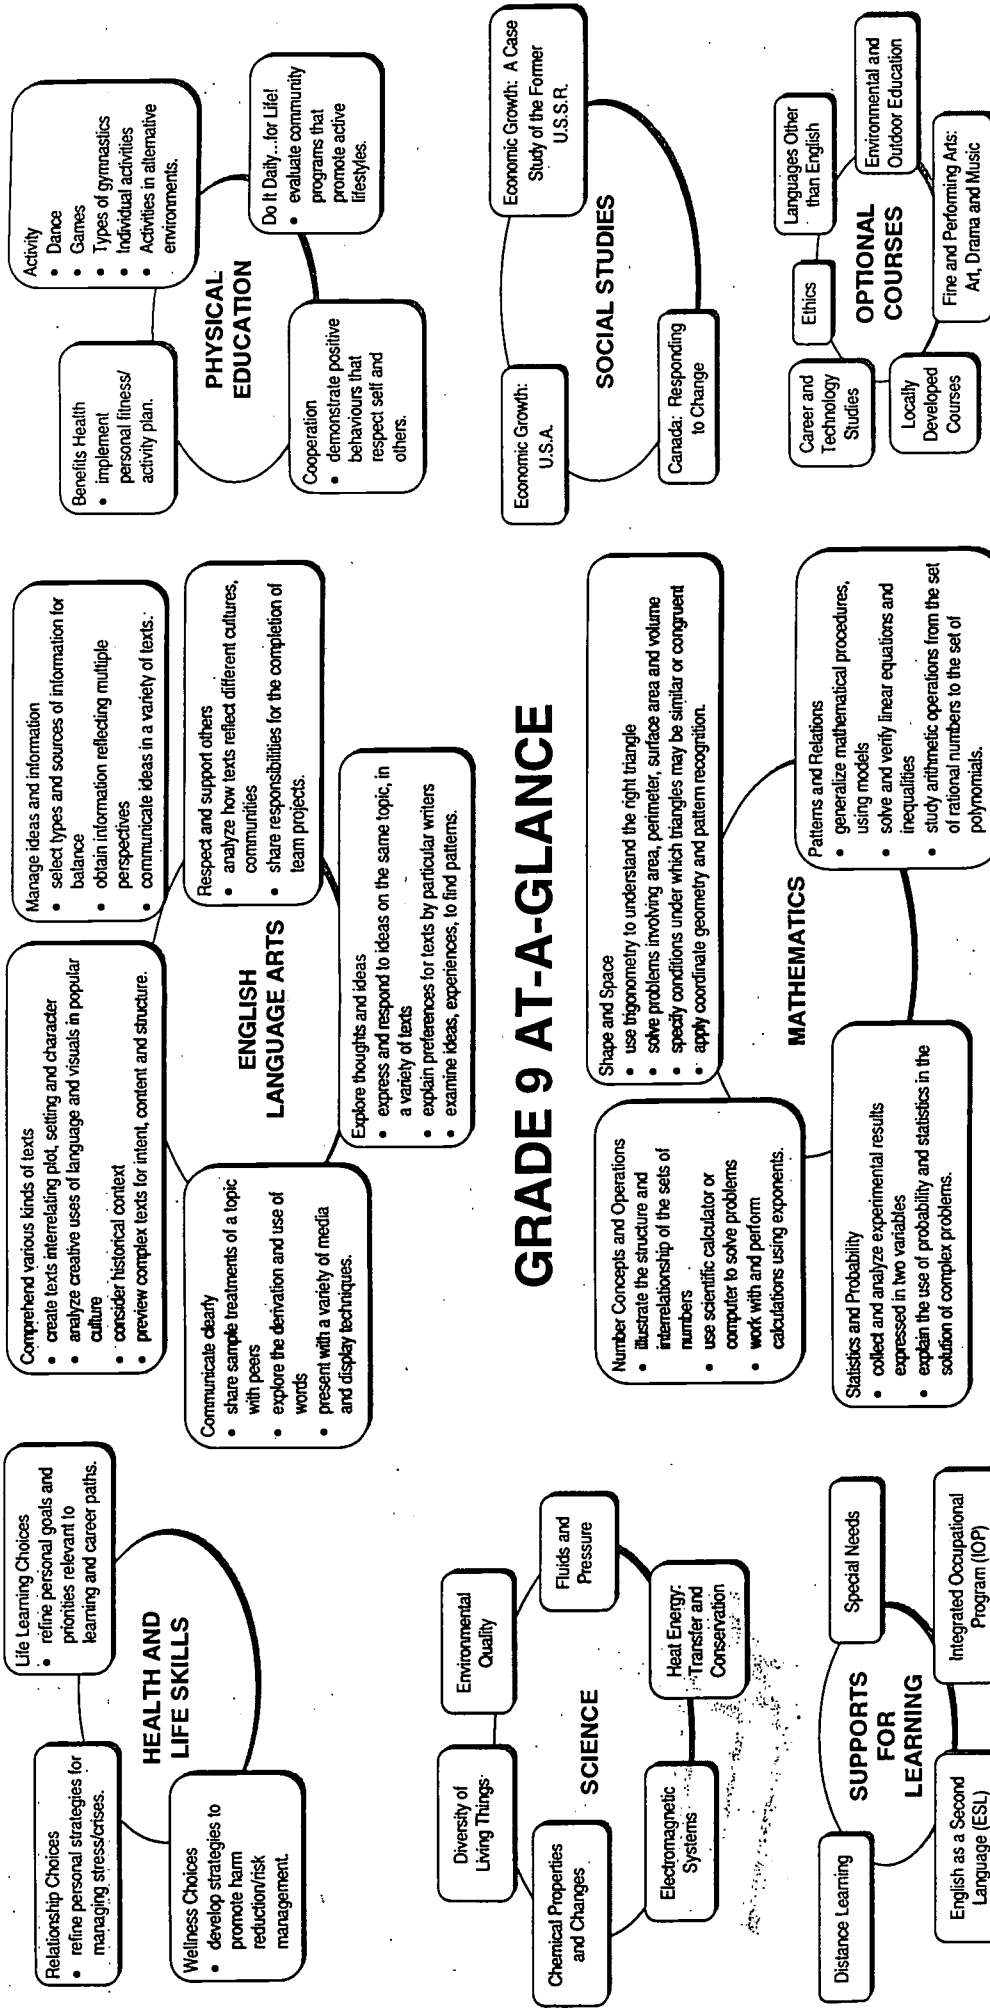 GRADE 9 AT-A-GLANCE
HEALTH AND
LIFE SKILLS
Relationship Choices
• refine personal strategies for
managing stress/crises.
Life Learning Choices
• refine personal goals and
priorities relevant to
learning and career paths.
Wellness Choices
• develop strategies to
promote harm
reduction/risk
management.
ENGLISH
LANGUAGE ARTS
Comprehend various kinds of texts
• create texts interrelating plot, setting and character
• analyze creative uses of language and visuals in popular
culture
• consider historical context
• preview complex texts for intent, content and structure.
Manage ideas and information
• select types and sources of information for
balance
• obtain information reflecting multiple
perspectives
• communicate ideas in a variety of texts.
Communicate clearly
• share sample treatments of a topic
with peers
• explore the derivation and use of
words
• present with a variety of media
and display techniques.
Respect and support others
• analyze how texts reflect different cultures,
communities
• share responsibilities for the completion of
team projects.
Explore thoughts and ideas
• express and respond to ideas on the same topic, in
a variety of texts
• explain preferences for texts by particular writers
• examine ideas, experiences, to find patterns.
PHYSICAL
EDUCATION
Benefits Health
• implement
personal fitness/
activity plan.
Activity
• Dance
• Games
• Types of gymnastics
• Individual activities
• Activities in alternative
environments.
Cooperation
• demonstrate positive
behaviours that
respect self and
others.
Do It Daily...for Life!
• evaluate community
programs that
promote active
lifestyles.
SCIENCE
Diversity of
Living Things
Environmental
Quality
Chemical Properties
and Changes
Fluids and
Pressure
Electromagnetic
Systems
Heat Energy:
Transfer and
Conservation
MATHEMATICS
Number Concepts and Operations
• illustrate the structure and
interrelationship of the sets of
numbers
• use scientific calculator or
computer to solve problems
• work with and perform
calculations using exponents.
Shape and Space
• use trigonometry to understand the right triangle
• solve problems involving area, perimeter, surface area and volume
• specify conditions under which triangles may be similar or congruent
• apply coordinate geometry and pattern recognition.
Statistics and Probability
• collect and analyze experimental results
expressed in two variables
• explain the use of probability and statistics in the
solution of complex problems.
Patterns and Relations
• generalize mathematical procedures,
using models
• solve and verify linear equations and
inequalities
• study arithmetic operations from the set
of rational numbers to the set of
polynomials.
SOCIAL STUDIES
Economic Growth:
U.S.A.
Economic Growth: A Case
Study of the Former
U.S.S.R.
Canada: Responding
to Change
SUPPORTS
FOR
LEARNING
Distance Learning
Special Needs
English as a Second
Language (ESL)
Integrated Occupational
Program (IOP)
OPTIONAL
COURSES
Career and
Technology
Studies
Ethics
Languages Other
than English
Locally
Developed
Courses
Environmental and
Outdoor Education
Fine and Performing Arts:
Art, Drama and Music